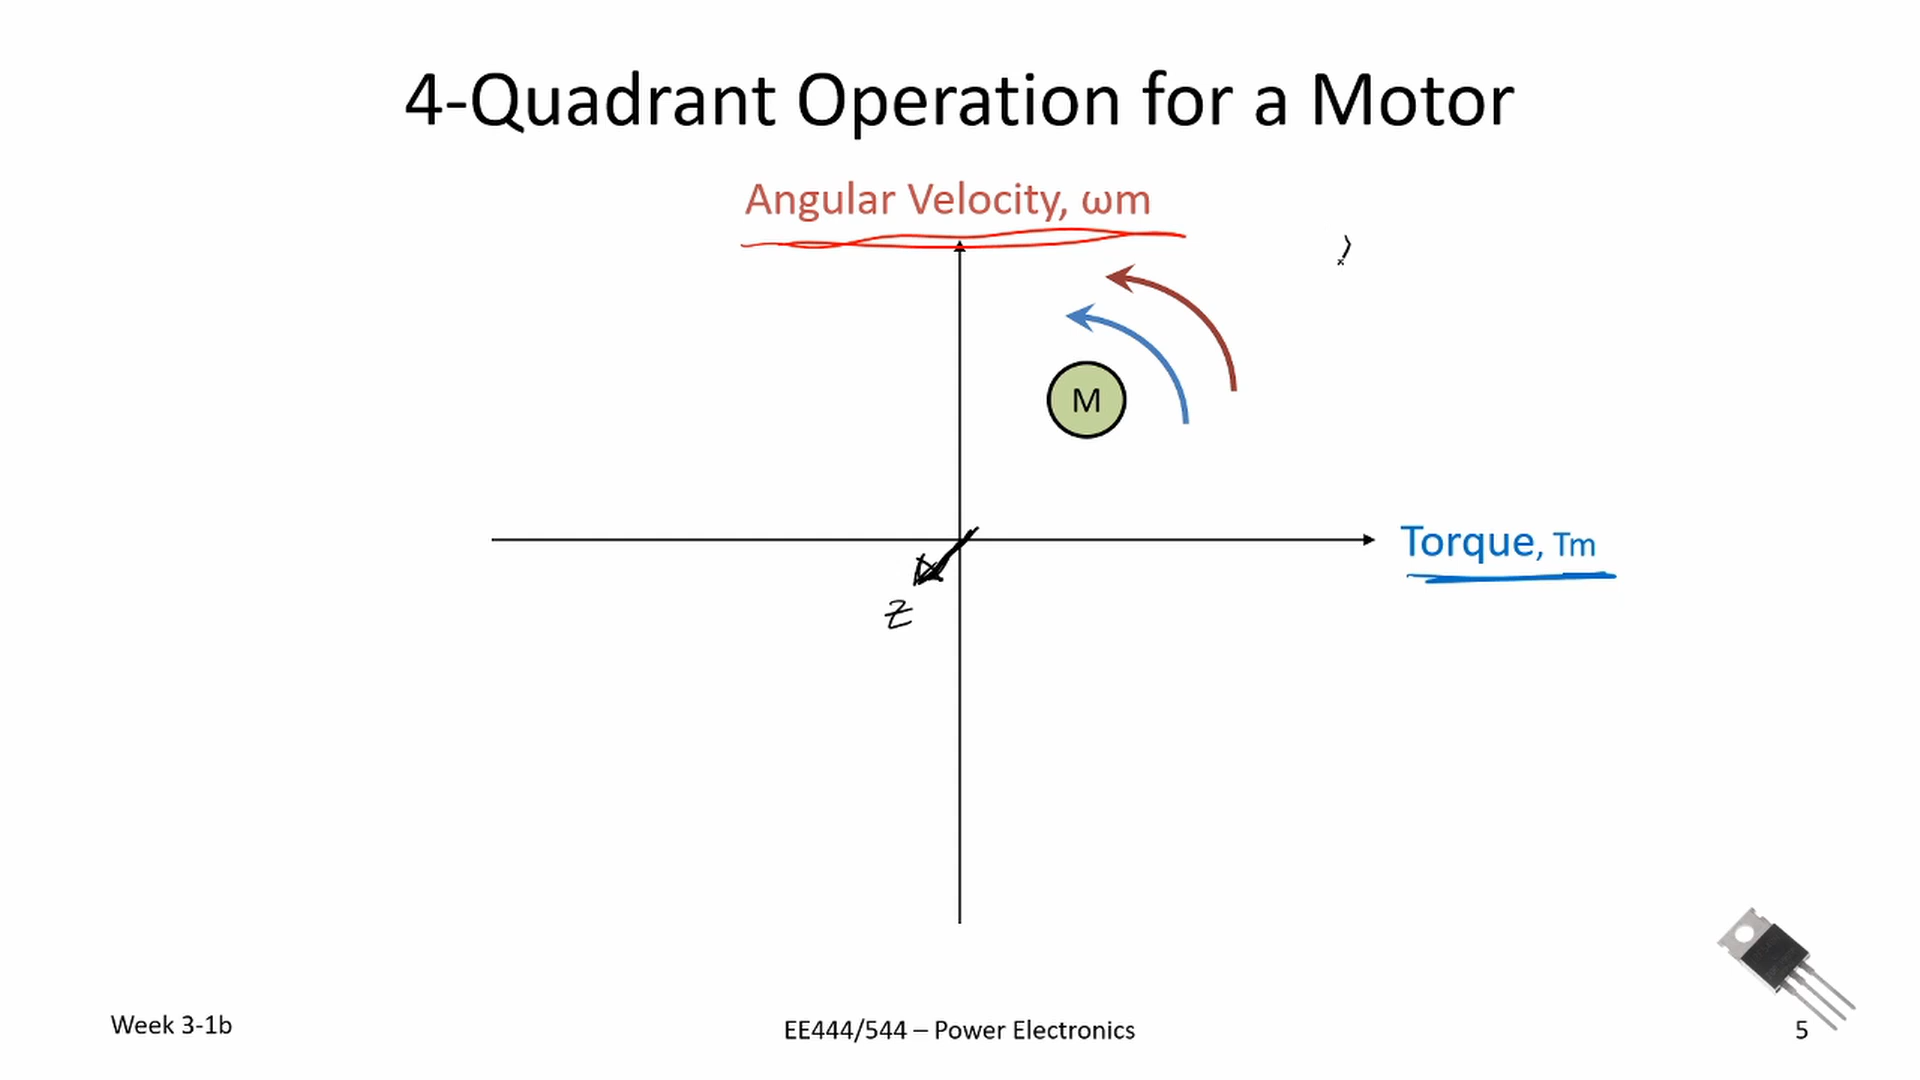 4-Quadrant Operation for a Motor
Angular Velocity, ωm
M
Torque, Tm
Z
Week 3-1b
EE444/544 – Power Electronics
5